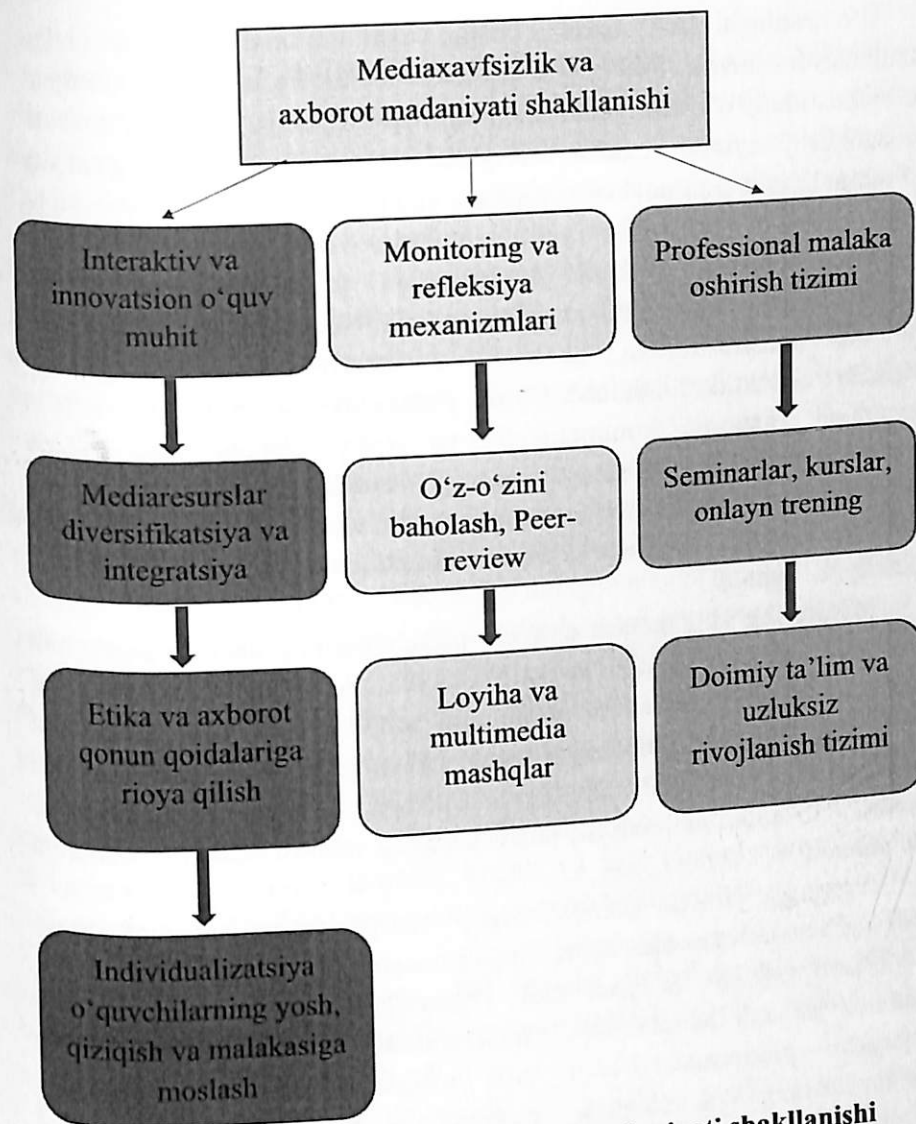 Mediaxavfsizlik va
axborot madaniyati shakllanishi
Interaktiv va
innovatsion o‘quv
muhit
Monitoring va
refleksiya
mexanizmlari
Professional malaka
oshirish tizimi
Mediaresurslar
diversifikatsiya va
integratsiya
O‘z-o‘zini
baholash, Peer-
review
Seminarlar, kurslar,
onlayn trening
Etika va axborot
qonun qoidalariga
rioya qilish
Loyiha va
multimedia
mashqlar
Doimiy ta’lim va
uzluksiz
rivojlanish tizimi
Individualizatsiya
o‘quvchilarning yosh,
qiziqish va malakasiga
moslash
shakllanishi